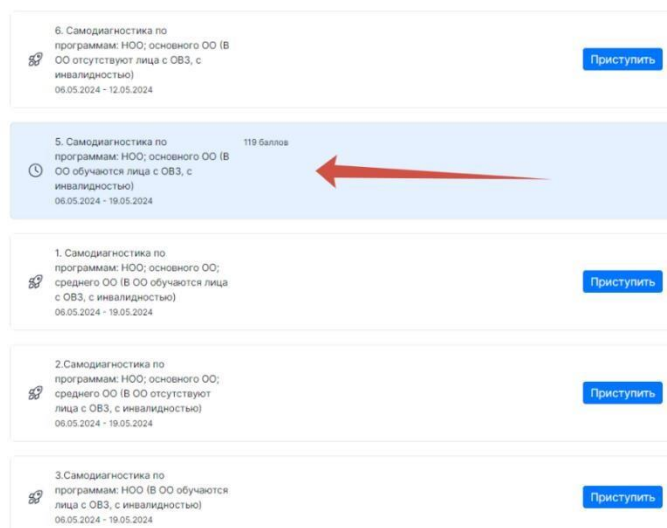 6. Самодиагностика по
программам: НОО; основного ОО (В
ОО отсутствуют лица с ОВЗ, с
инвалидностью)
06.05.2024 - 12.05.2024
Приступить
5. Самодиагностика по
119 баллов
программам: НОО; основного ОО (В
ОО обучаются лица с ОВЗ, с
инвалидностью)
06.05.2024 - 19.05.2024
1. Самодиагностика по
программам: НОО; основного ОО;
среднего ОО (В ОО обучаются лица
с ОВЗ, с инвалидностью)
06.05.2024 - 19.05.2024
Приступить
2.Самодиагностика по
программам: НОО; основного ОО;
среднего ОО (В ОО отсутствуют
лица с ОВЗ, с инвалидностью)
06.05.2024 - 19.05.2024
Приступить
3.Самодиагностика по
программам: НОО (В ОО обучаются
лица с ОВЗ, с инвалидностью)
06.05.2024 - 19.05.2024
Приступить